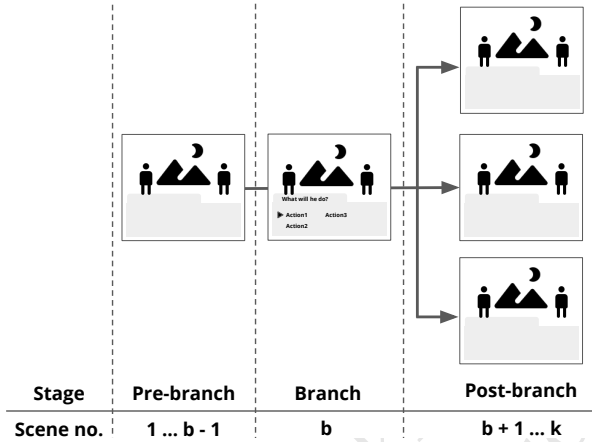 What will he do?
Action1 Action3
Action2
Stage Pre-branch Branch Post-branch
Scene no. 1 ... b - 1 b b + 1 ... k